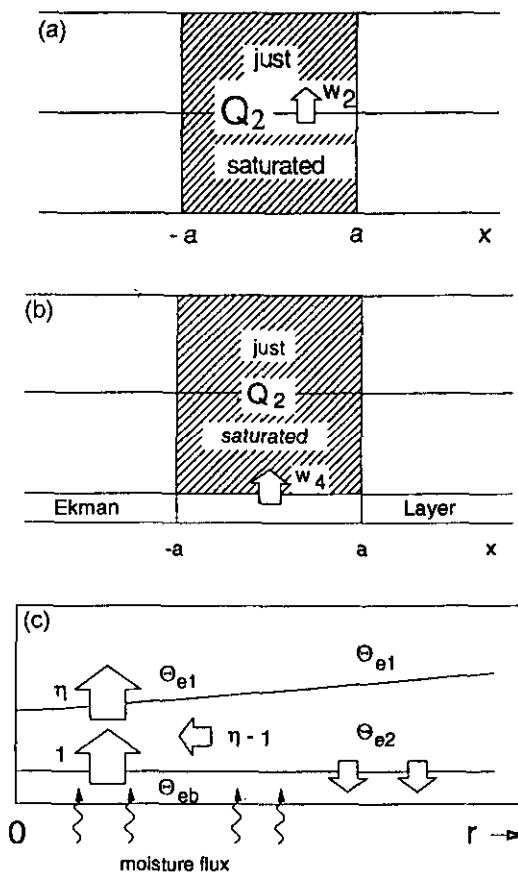 (a)
just
Q2 w2
saturated
-a a x
(b)
just
Q2
saturated
w4
Ekman Layer
-a a x
(c)
Θe1
Θe1
η
η-1 Θe2
1
Θeb
0 r
moisture flux